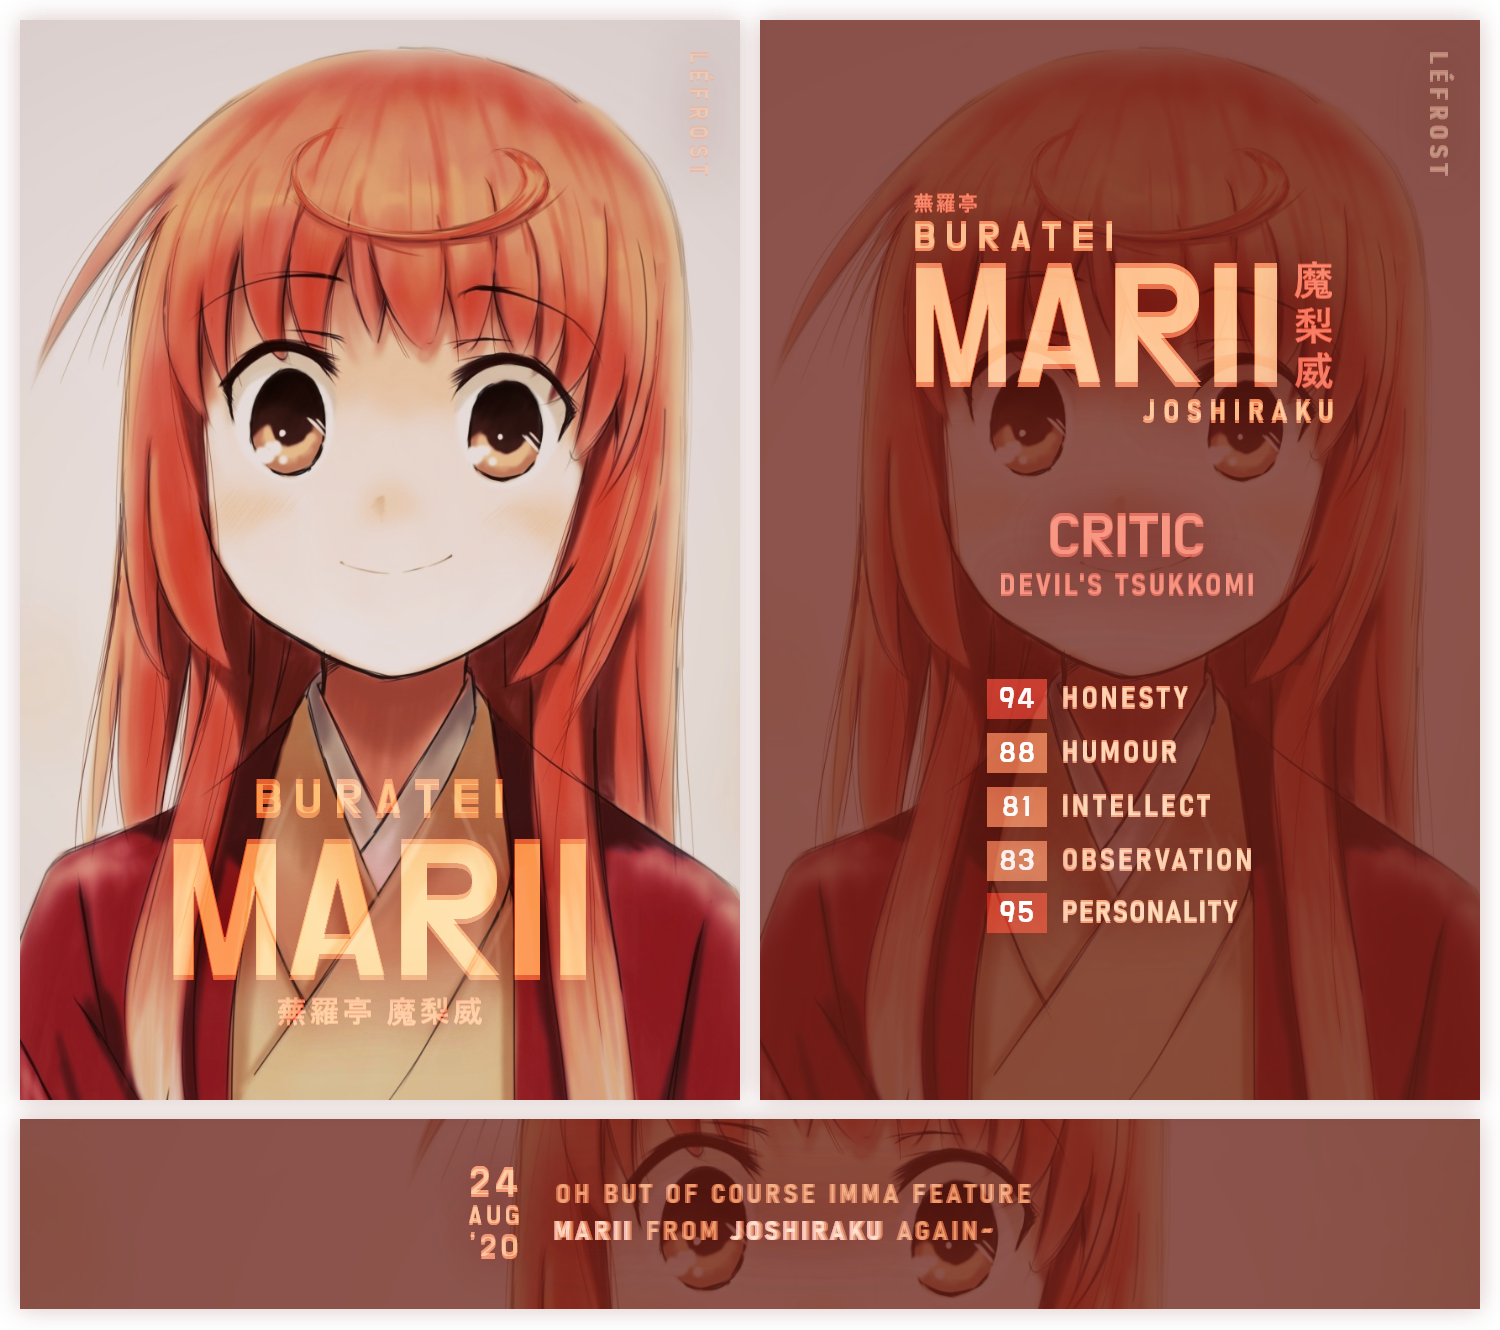 LÉFROST
BURATEI
MARII
蕪羅亭 魔梨威
LÉFROST
蕪羅亭
BURATEI
MARII
魔梨威
JOSHIRAKU
CRITIC
DEVIL'S TSUKKOMI
94 HONESTY
88 HUMOUR
81 INTELLECT
83 OBSERVATION
95 PERSONALITY
24
AUG
'20
OH BUT OF COURSE IMMA FEATURE
MARII FROM JOSHIRAKU AGAIN~